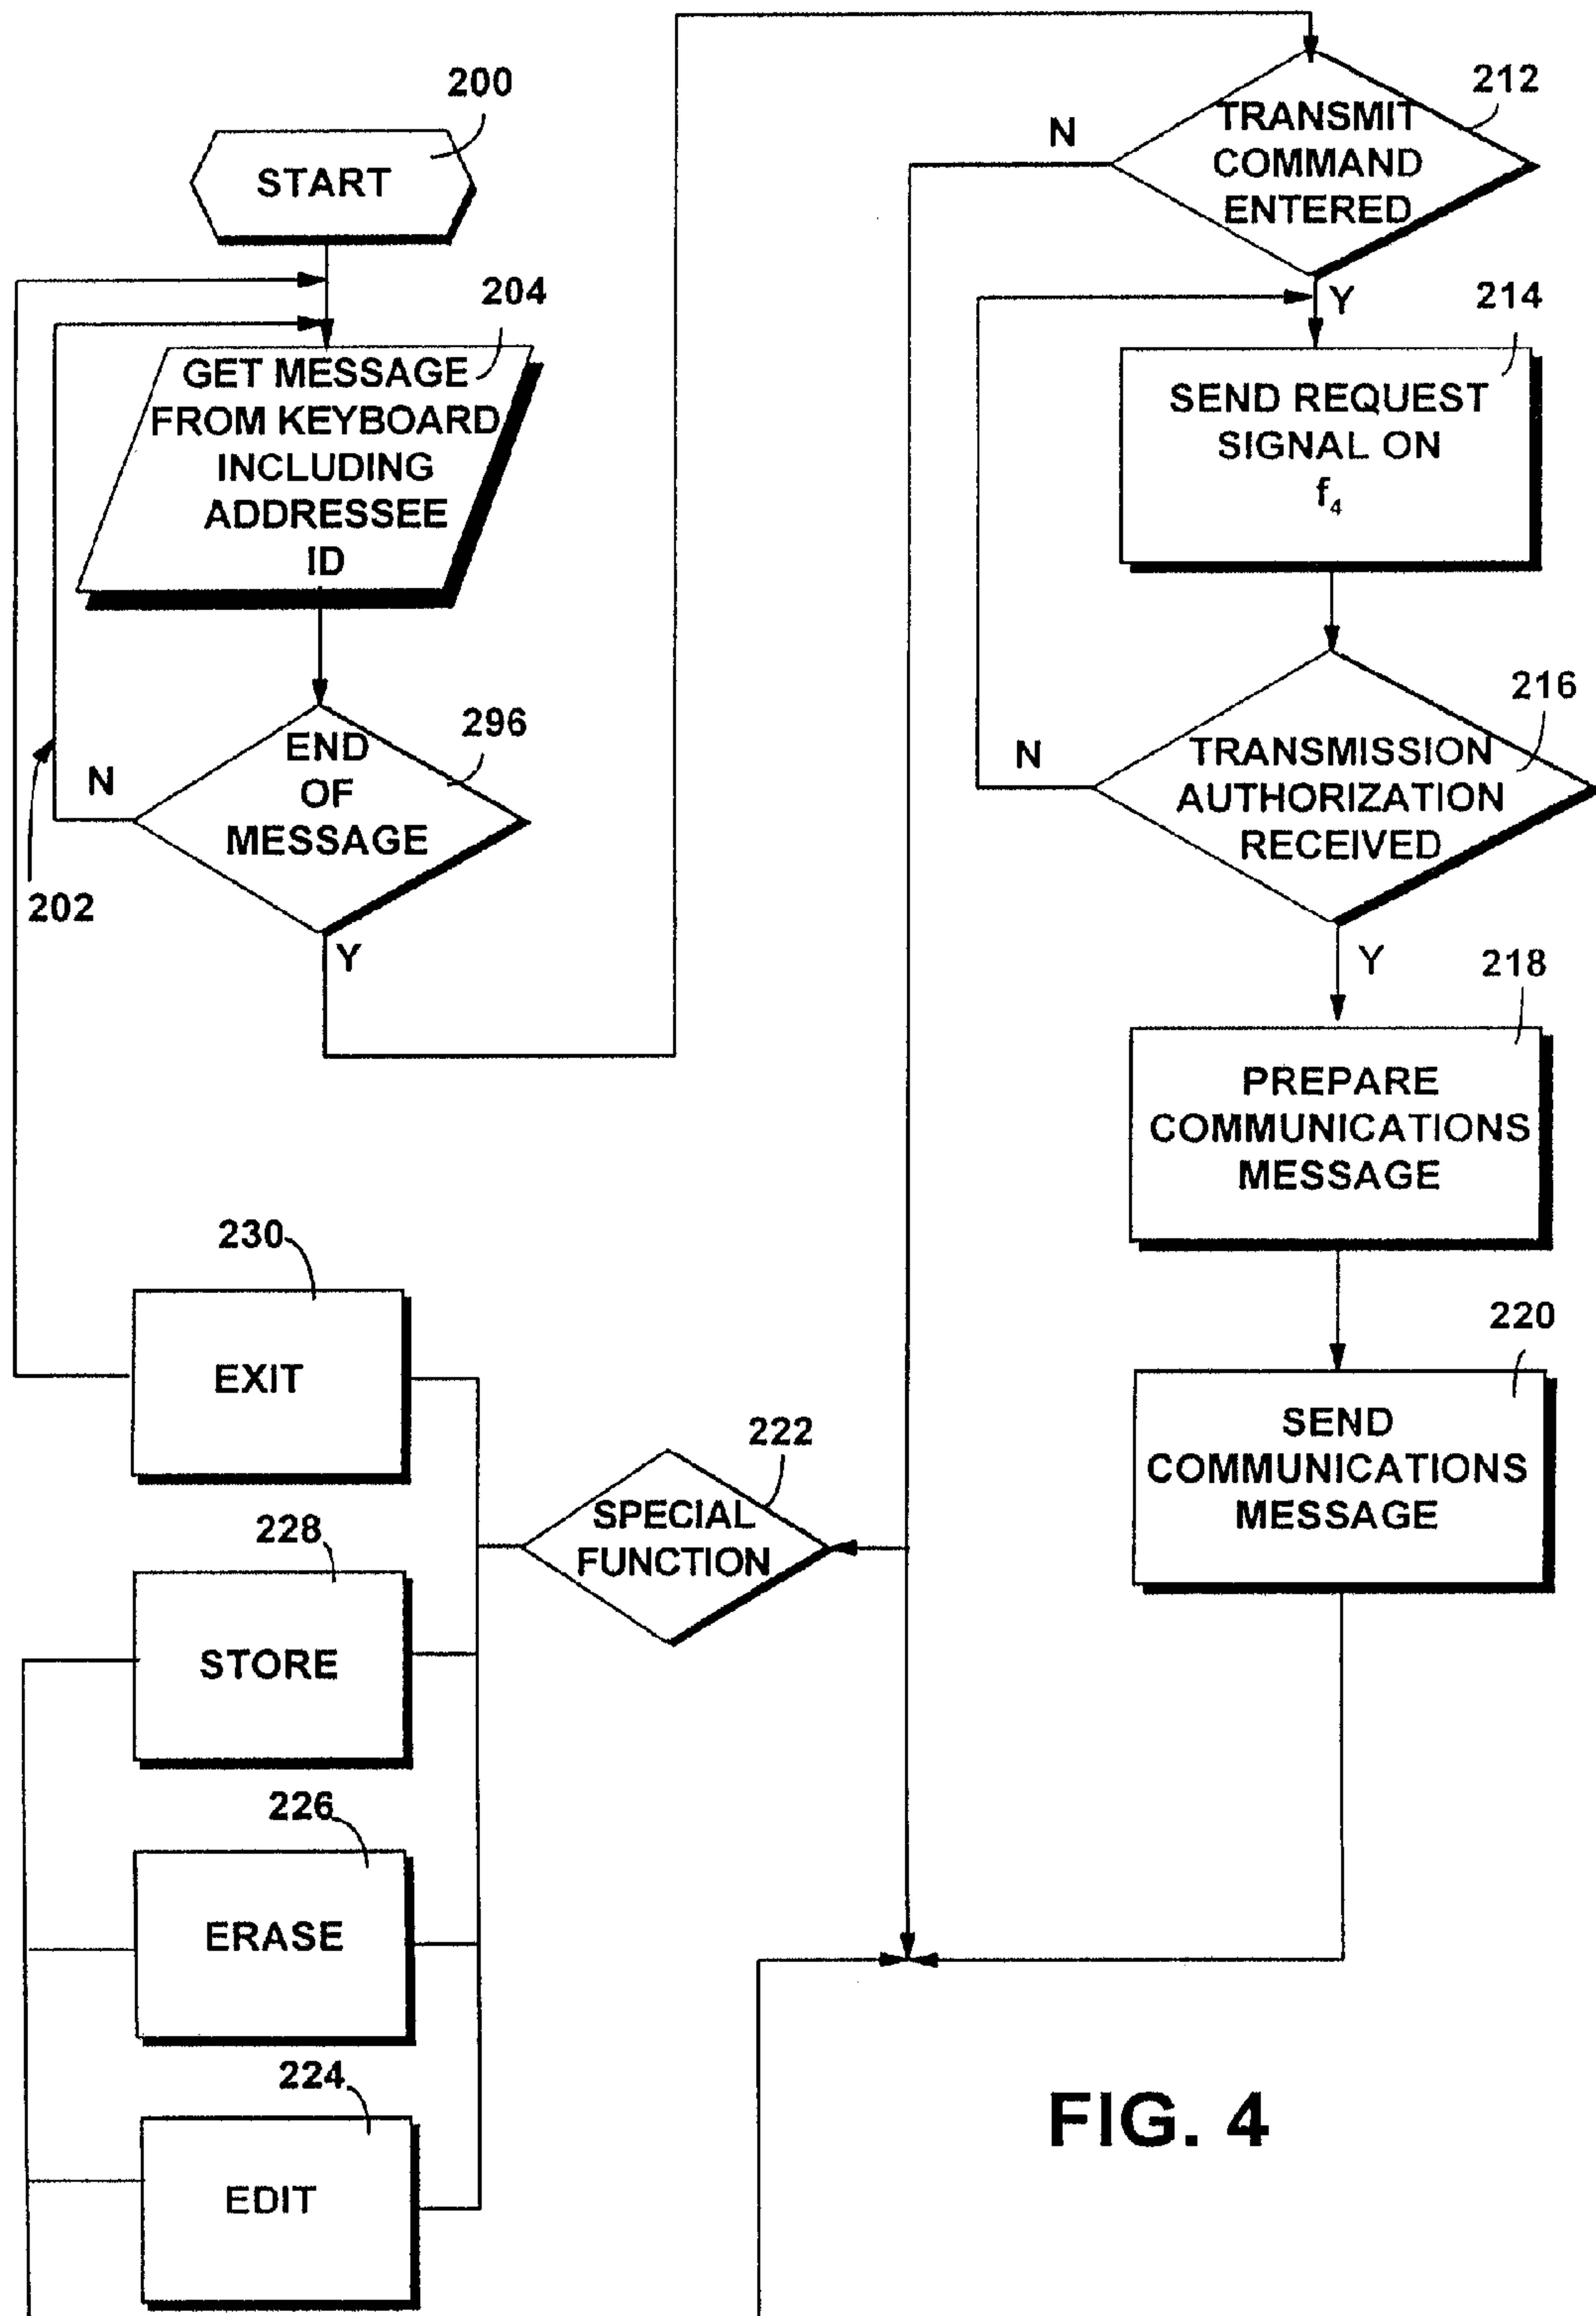 200
START
204
GET MESSAGE
FROM KEYBOARD
INCLUDING
ADDRESSEE
ID
296
END
OF
MESSAGE
N
202
Y
212
TRANSMIT
COMMAND
ENTERED
N
Y
214
SEND REQUEST
SIGNAL ON
f₄
216
TRANSMISSION
AUTHORIZATION
RECEIVED
N
Y
218
PREPARE
COMMUNICATIONS
MESSAGE
220
SEND
COMMUNICATIONS
MESSAGE
222
SPECIAL
FUNCTION
230
EXIT
228
STORE
226
ERASE
224
EDIT
FIG. 4